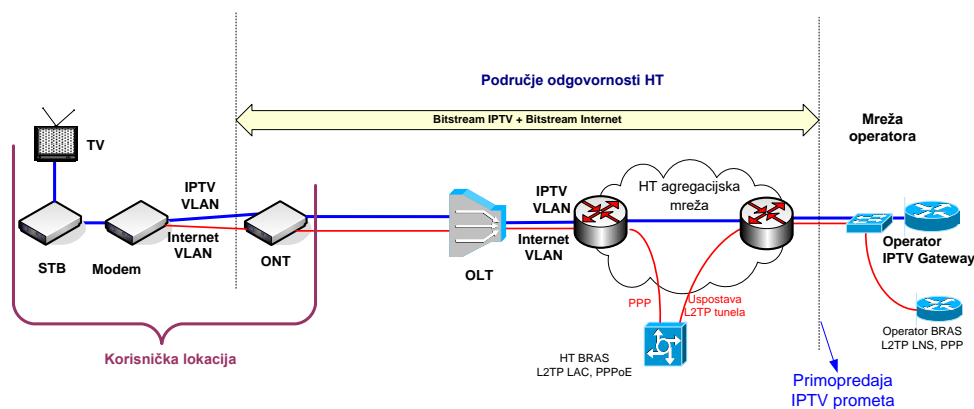 Područje odgovornosti HT
Bitstream IPTV + Bitstream Internet
Mreža
operatora
TV
IPTV
VLAN
Internet
VLAN
STB
Modem
ONT
OLT
IPTV
VLAN
Internet
VLAN
HT agregacijska
mreža
Operator
IPTV Gateway
PPP
Uspostava
L2TP tunela
HT BRAS
L2TP LAC, PPPoE
Operator BRAS
L2TP LNS, PPP
Korisnička lokacija
Primopredaja
IPTV prometa